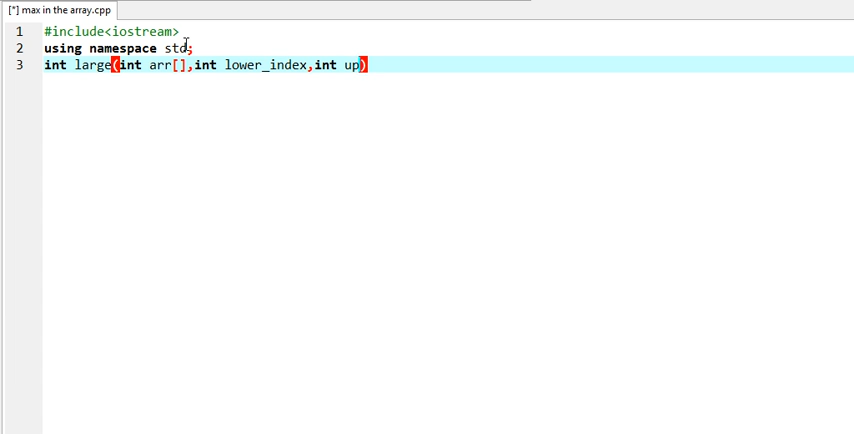 [*] max in the array.cpp
1 #include<iostream>
2 using namespace std;
3 int large(int arr[],int lower_index,int up)